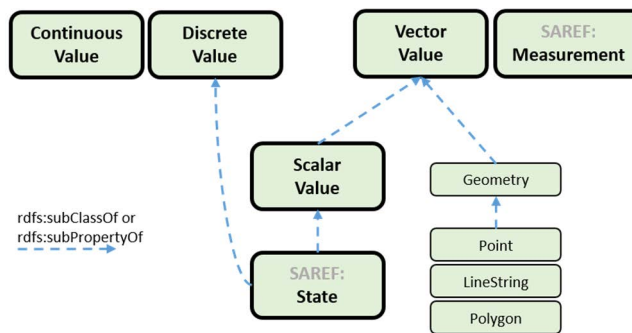 Continuous
Value
Discrete
Value
Vector
Value
SAREF:
Measurement
Scalar
Value
Geometry
rdfs:subClassOf or
rdfs:subPropertyOf
SAREF:
State
Point
LineString
Polygon